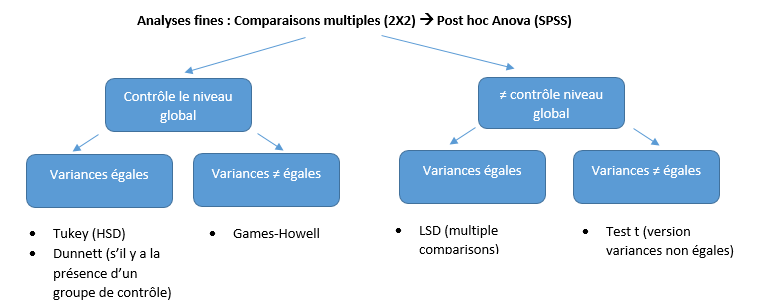 Analyses fines : Comparaisons multiples (2X2) → Post hoc Anova (SPSS)
Contrôle le niveau
global
≠ contrôle niveau
global
Variances égales
Variances ≠ égales
Variances égales
Variances ≠ égales
• Tukey (HSD)
• Dunnett (s’il y a la
présence d’un
groupe de contrôle)
• Games-Howell
• LSD (multiple
comparisons)
• Test t (version
variances non égales)